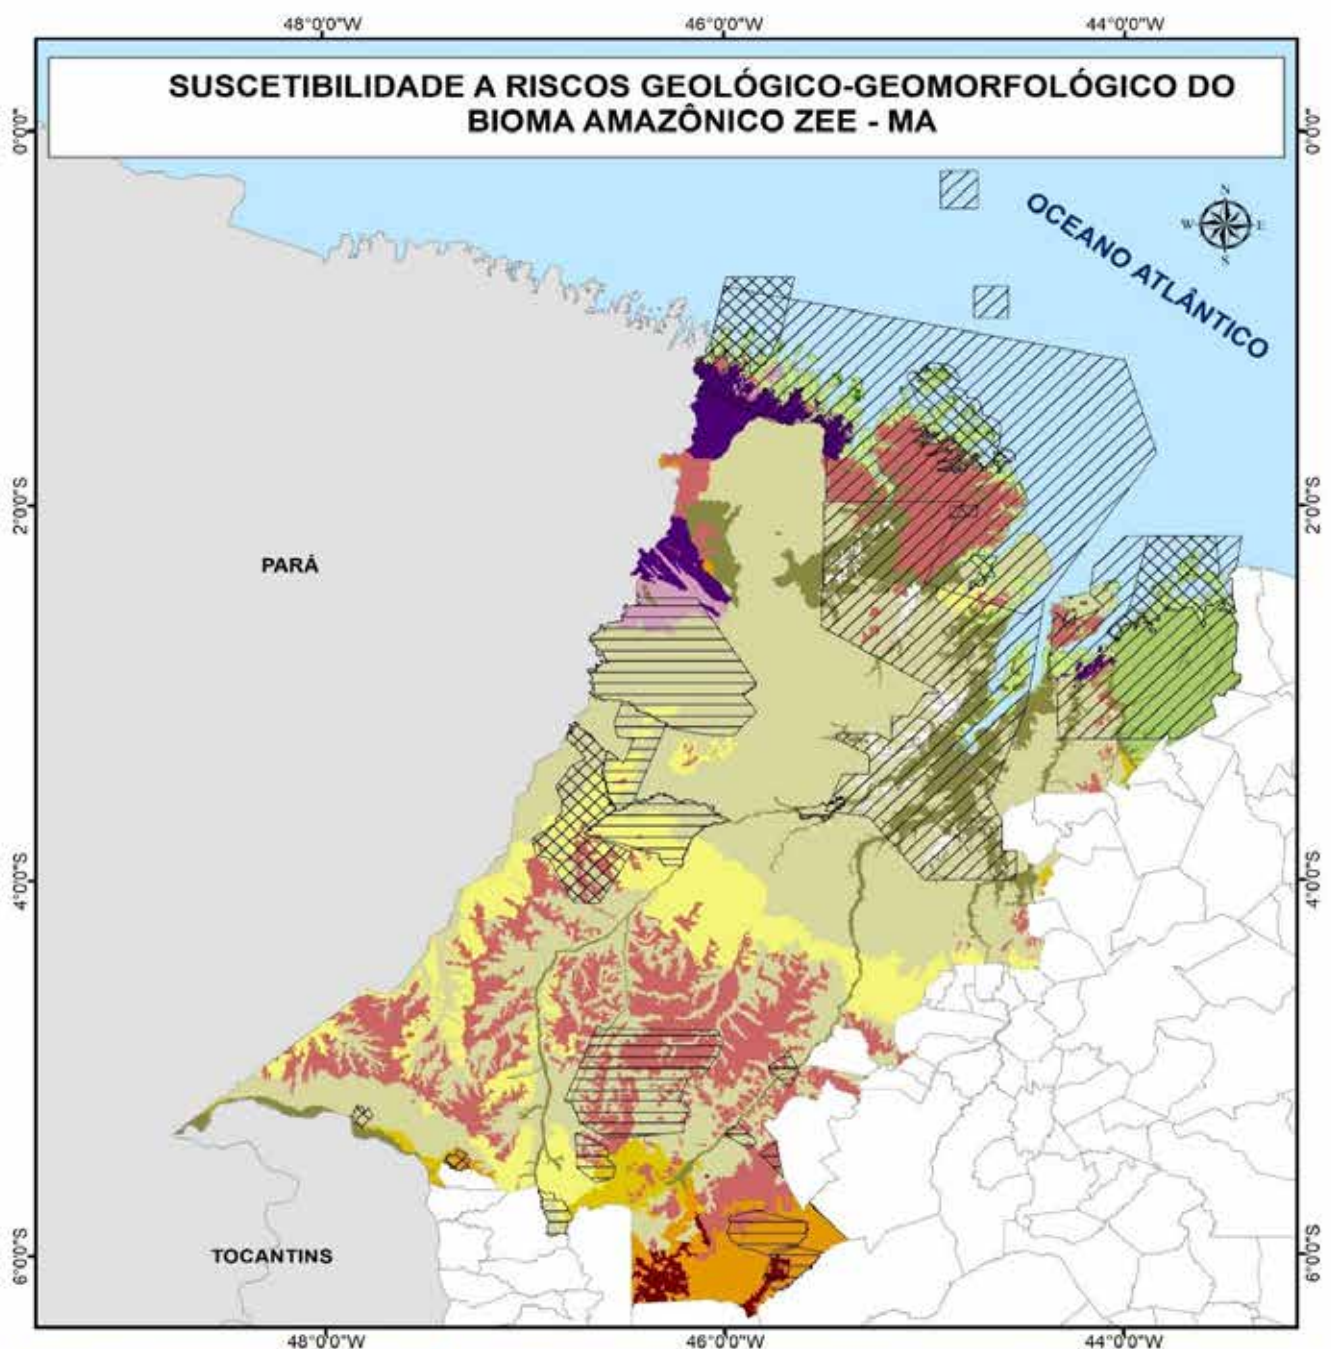 48°0'0"W 46°0'0"W 44°0'0"W
SUSCETIBILIDADE A RISCOS GEOLÓGICO-GEOMORFOLÓGICO DO
BIOMA AMAZÔNICO ZEE - MA
0°0'0" 0°0'0"
N
W E
S
OCEANO ATLÂNTICO
2°0'0"S 2°0'0"S
PARÁ
4°0'0"S 4°0'0"S
TOCANTINS
6°0'0"S 6°0'0"S
48°0'0"W 46°0'0"W 44°0'0"W